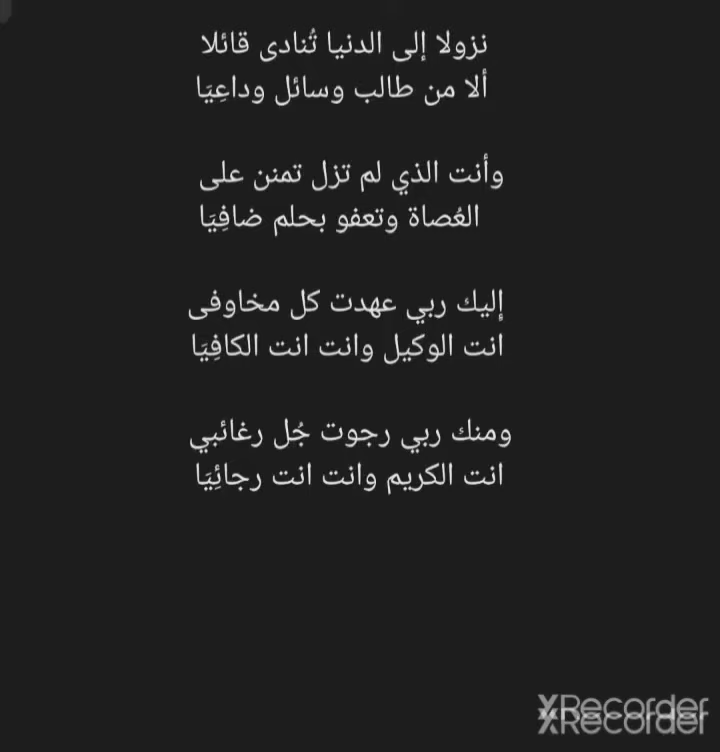 نزولا إلى الدنيا تُنادى قائلا
ألا من طالب وسائل وداعِيَا
وأنت الذي لم تزل تمنن على
العُصاة وتعفو بحلم ضافِيَا
إليك ربي عهدت كل مخاوفى
انت الوكيل وانت انت الكافِيَا
ومنك ربي رجوت جُل رغائبي
انت الكريم وانت انت رجائِيَا
XRecorder
XRecorder